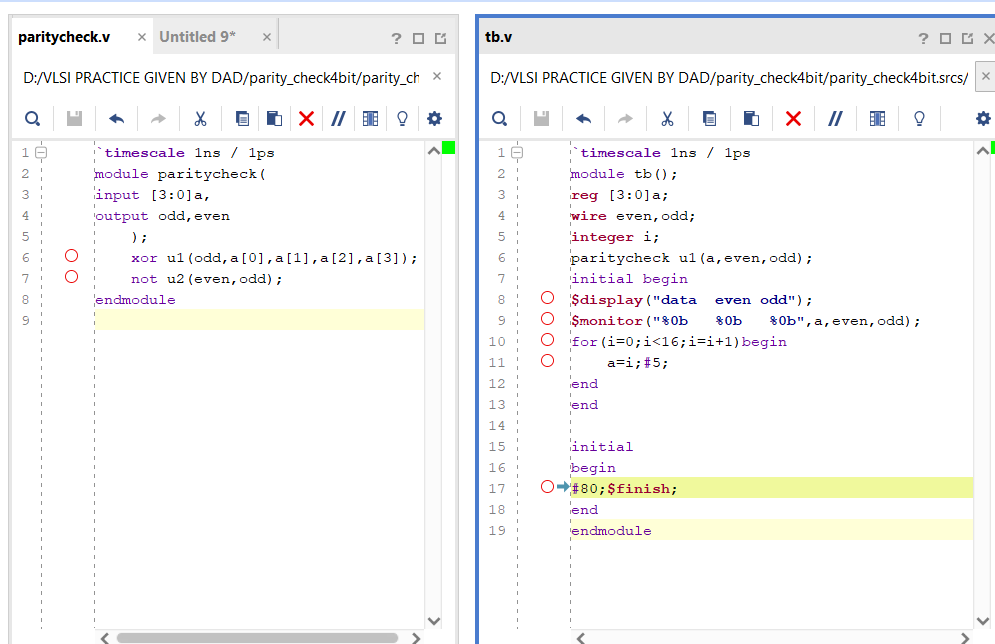 paritycheck.v × Untitled 9* × ?
D:/VLSI PRACTICE GIVEN BY DAD/parity_check4bit/parity_ch ×
1 `timescale 1ns / 1ps
2 module paritycheck(
3 input [3:0]a,
4 output odd,even
5 );
6 xor u1(odd,a[0],a[1],a[2],a[3]);
7 not u2(even,odd);
8 endmodule
9
tb.v ? ×
D:/VLSI PRACTICE GIVEN BY DAD/parity_check4bit/parity_check4bit.srcs/ ×
1 `timescale 1ns / 1ps
2 module tb();
3 reg [3:0]a;
4 wire even,odd;
5 integer i;
6 paritycheck u1(a,even,odd);
7 initial begin
8 $display("data  even odd");
9 $monitor("%0b   %0b   %0b",a,even,odd);
10 for(i=0;i<16;i=i+1)begin
11 a=i;#5;
12 end
13 end
14
15 initial
16 begin
17 #80;$finish;
18 end
19 endmodule